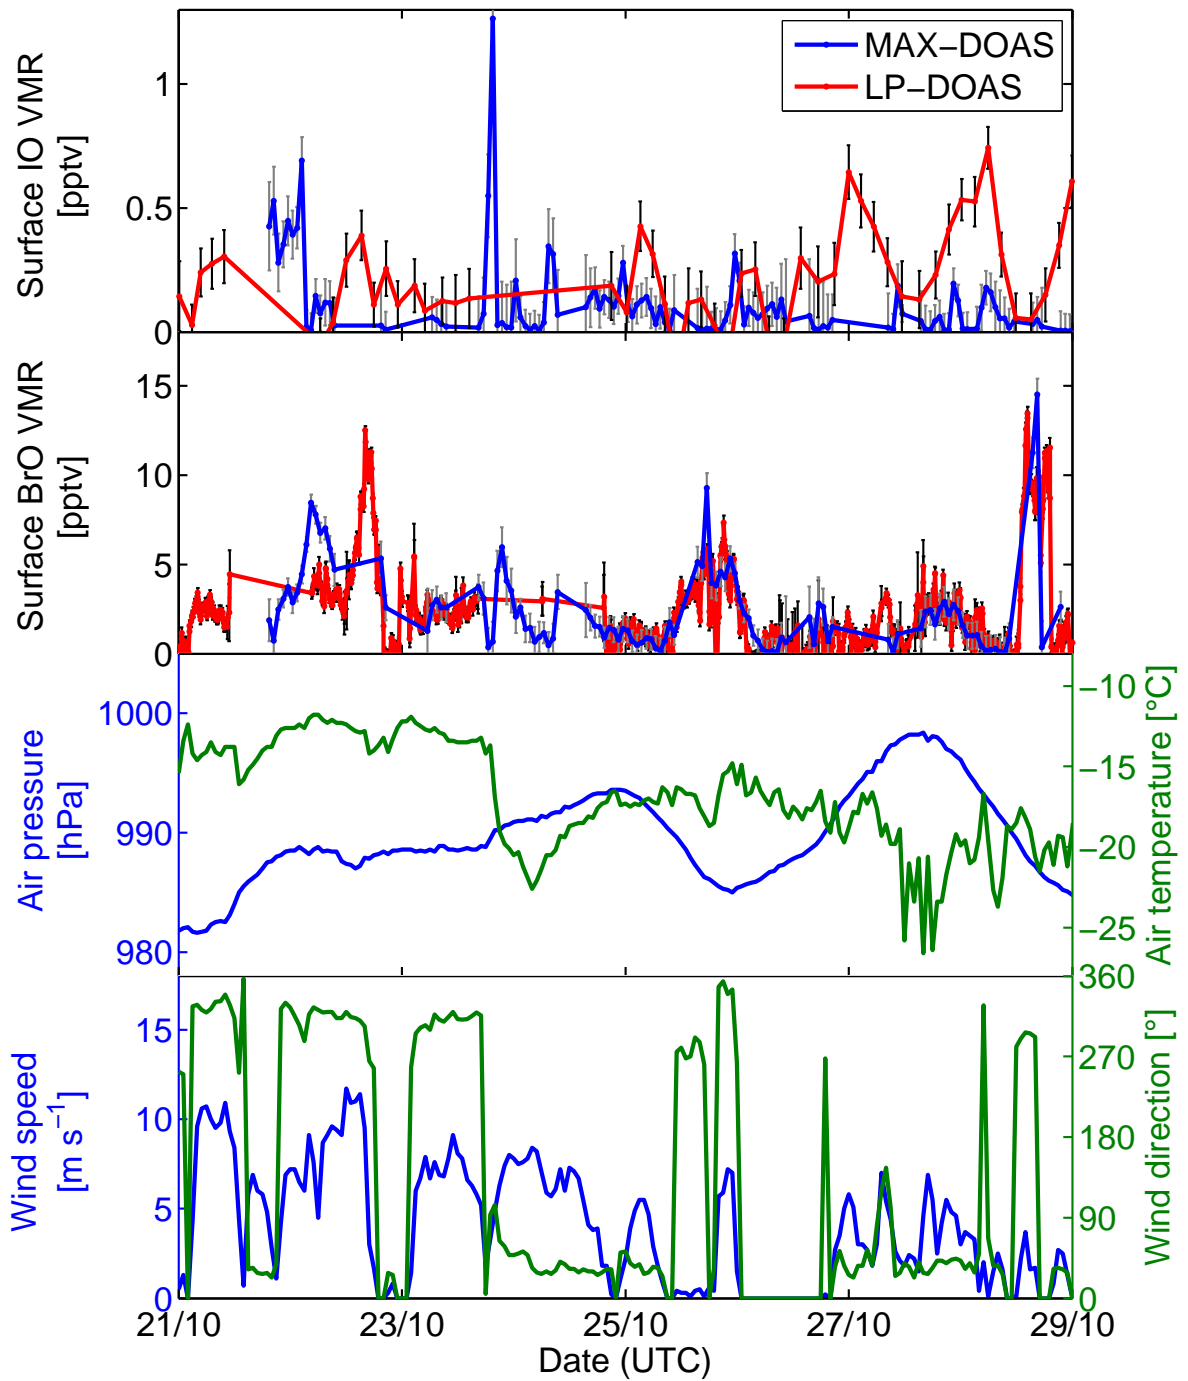 MAX−DOAS
LP−DOAS
Surface IO VMR
[pptv]
1
0.5
0
Surface BrO VMR
[pptv]
15
10
5
0
Air pressure
[hPa]
1000
990
980
Air temperature [°C]
−10
−15
−20
−25
Wind speed
[m s⁻¹]
15
10
5
0
Wind direction [°]
360
270
180
90
0
21/10 23/10 25/10 27/10 29/10
Date (UTC)